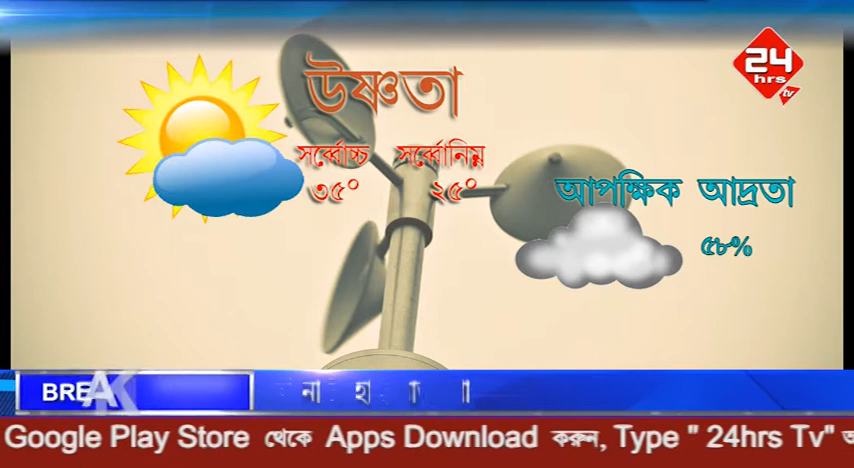 24
hrs
tv
উষ্ণতা
সর্ব্বোচ্চ সর্ব্বোনিম্ন
৩৫° ২৫°
আপক্ষিক আদ্রতা
৫৮%
Google Play Store থেকে Apps Download করুন, Type " 24hrs Tv"